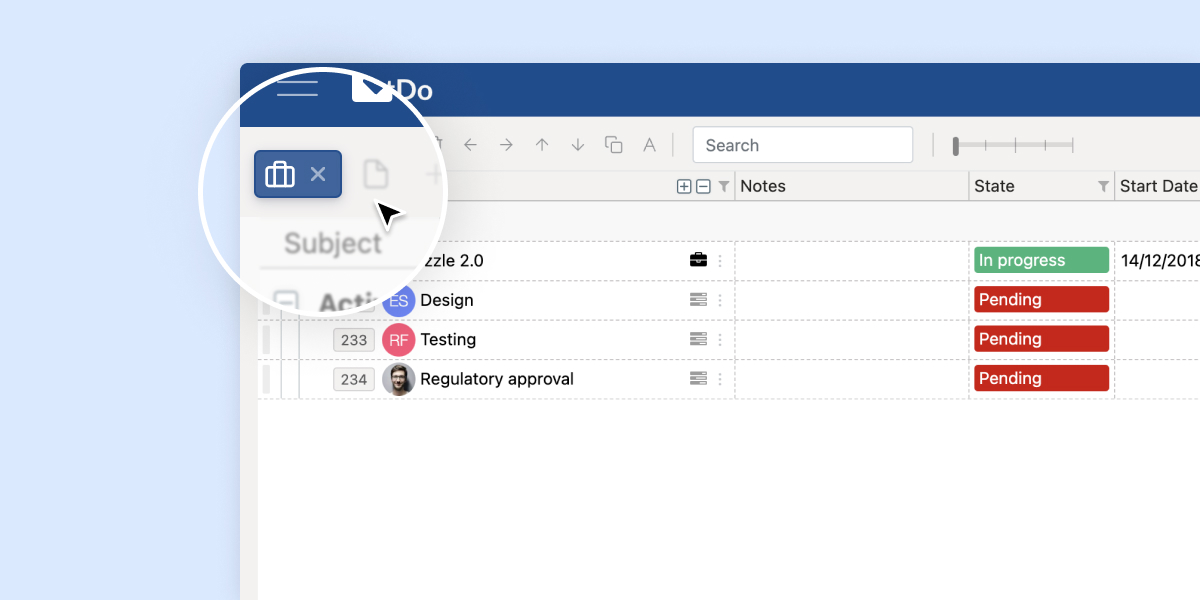 Do
A
Search
Subject
Notes
State
Start Date
zzle 2.0
In progress
14/12/2018
ES
Design
Pending
233
RF
Testing
Pending
234
Regulatory approval
Pending